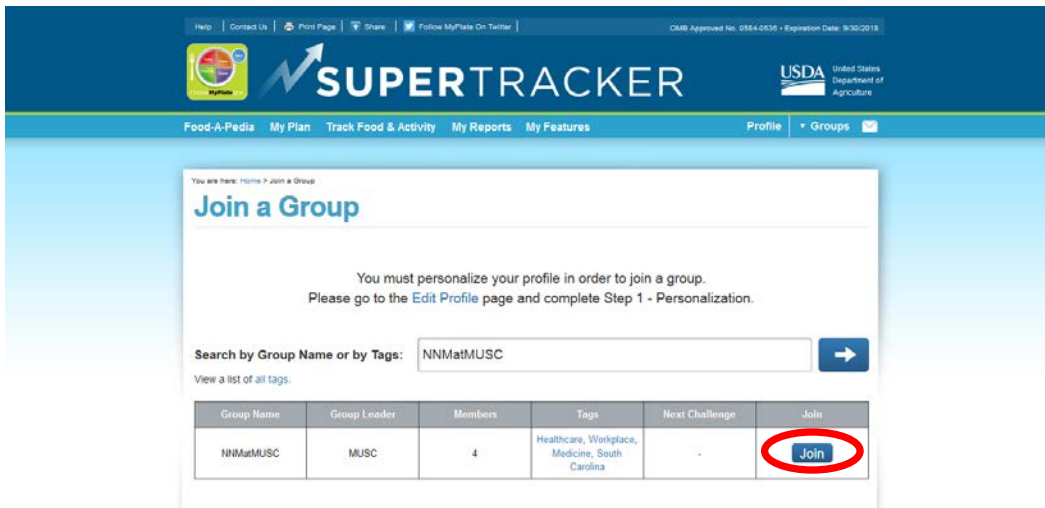 Help | Contact Us | Print Page | Share | Follow MyPlate On Twitter | OMB Approved No. 0584-0535 • Expiration Date: 9/30/2018
MyPlate
SUPERTRACKER
USDA United States
Department of
Agriculture
Food-A-Pedia My Plan Track Food & Activity My Reports My Features Profile Groups
You are here: Home > Join a Group
Join a Group
You must personalize your profile in order to join a group.
Please go to the Edit Profile page and complete Step 1 - Personalization.
Search by Group Name or by Tags: NNMatMUSC
View a list of all tags.
Group Name Group Leader Members Tags Next Challenge Join
NNMatMUSC MUSC 4 Healthcare, Workplace, - Join
Medicine, South
Carolina